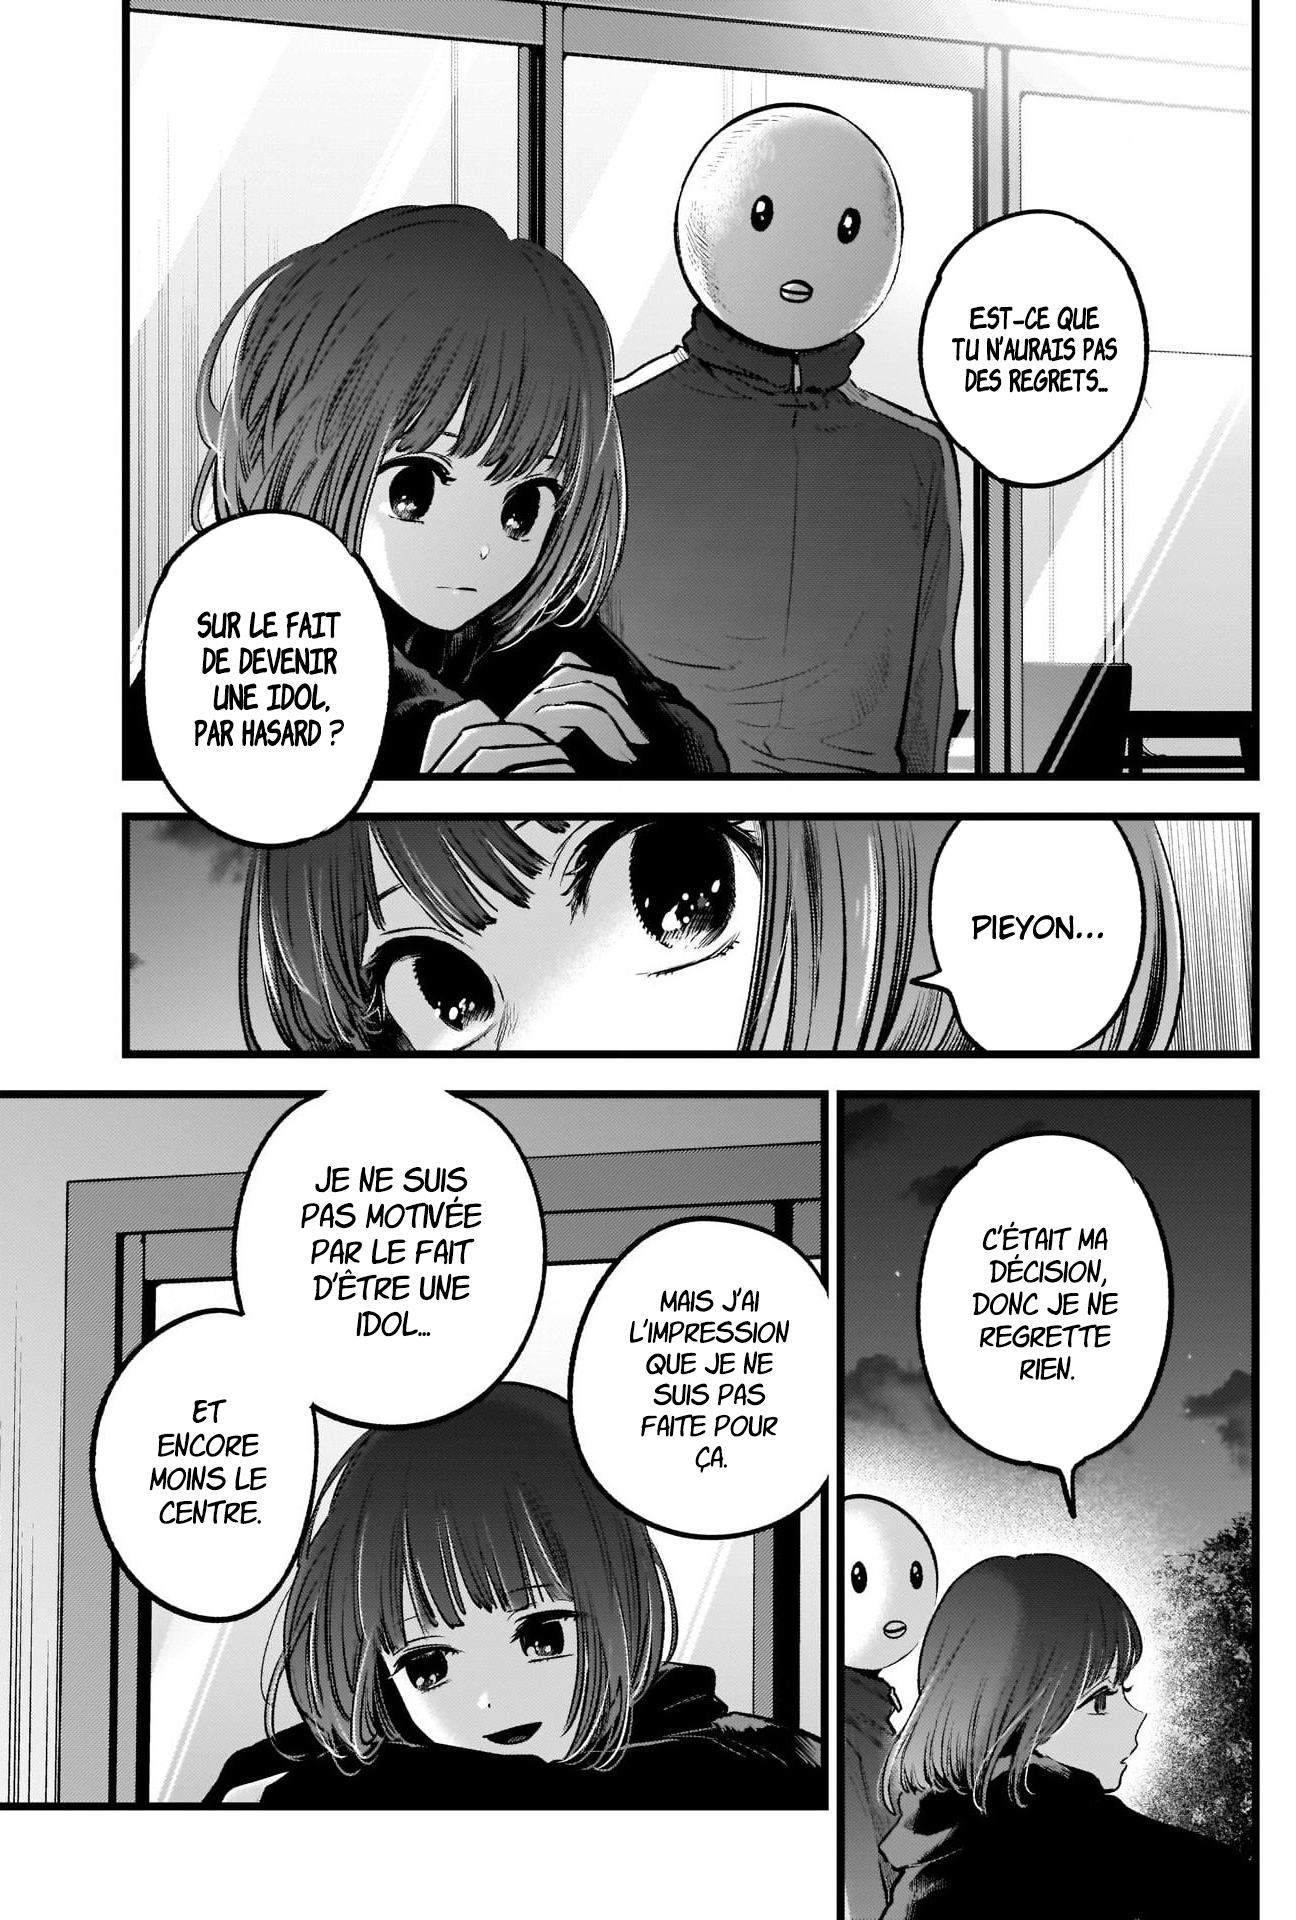 EST-CE QUE
TU N'AURAIS PAS
DES REGRETS...
SUR LE FAIT
DE DEVENIR
UNE IDOL,
PAR HASARD ?
PIEYON...
C'ÉTAIT MA
DÉCISION,
DONC JE NE
REGRETTE
RIEN.
MAIS J'AI
L'IMPRESSION
QUE JE NE
SUIS PAS
FAITE POUR
ÇA.
JE NE SUIS
PAS MOTIVÉE
PAR LE FAIT
D'ÊTRE UNE
IDOL...
ET
ENCORE
MOINS LE
CENTRE.